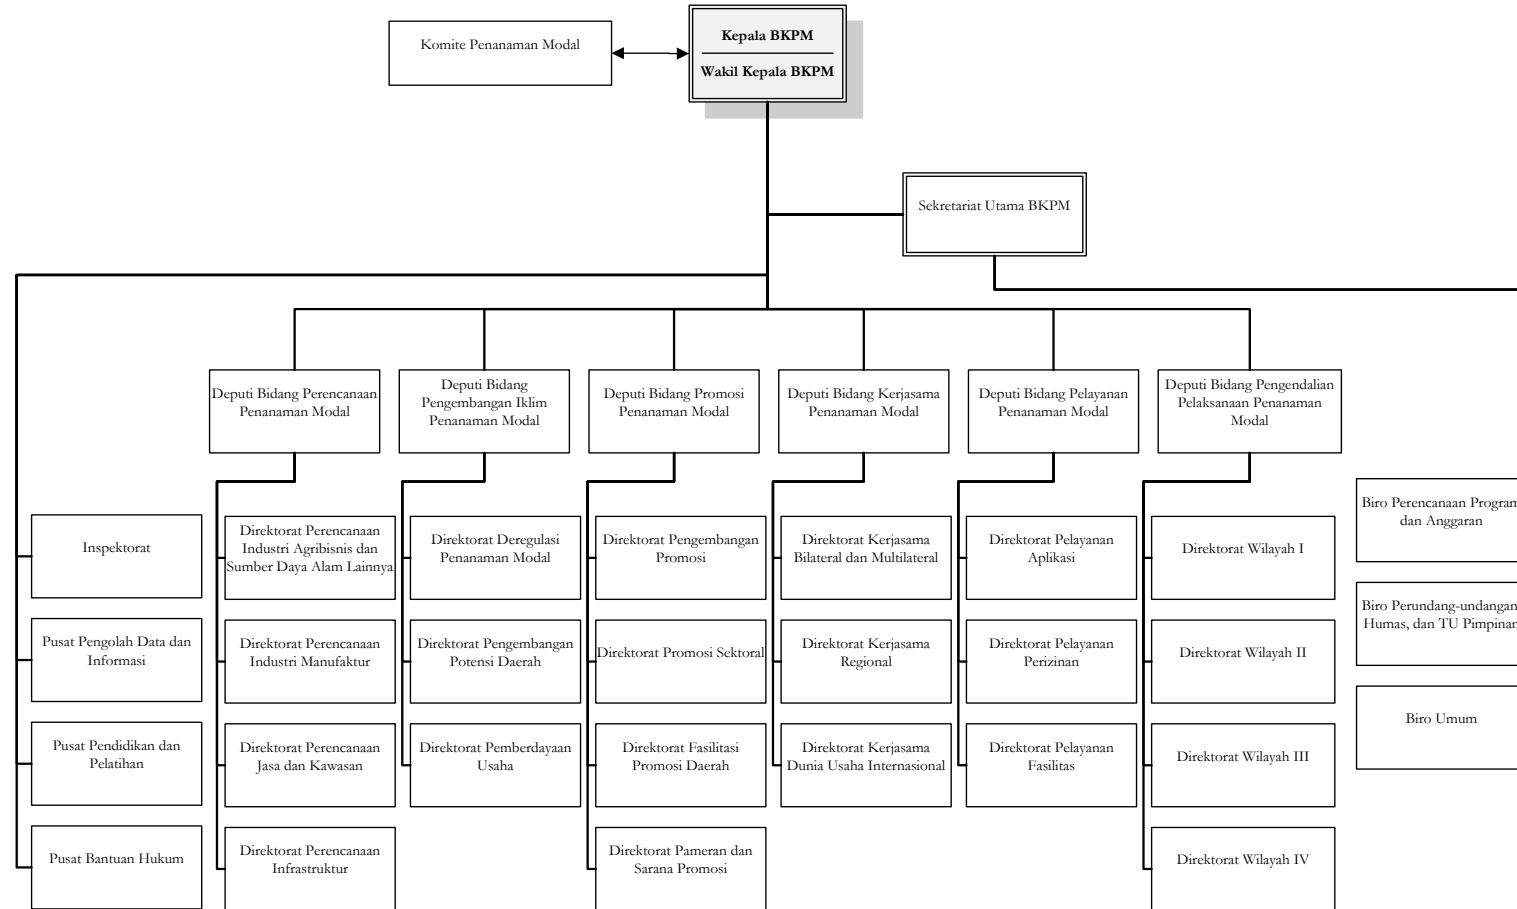 Komite Penanaman Modal
Kepala BKPM
Wakil Kepala BKPM
Sekretariat Utama BKPM
Deputi Bidang Perencanaan
Penanaman Modal
Deputi Bidang
Pengembangan Iklim
Penanaman Modal
Deputi Bidang Promosi
Penanaman Modal
Deputi Bidang Kerjasama
Penanaman Modal
Deputi Bidang Pelayanan
Penanaman Modal
Deputi Bidang Pengendalian
Pelaksanaan Penanaman
Modal
Inspektorat
Pusat Pengolah Data dan
Informasi
Pusat Pendidikan dan
Pelatihan
Pusat Bantuan Hukum
Direktorat Perencanaan
Industri Agribisnis dan
Sumber Daya Alam Lainnya
Direktorat Perencanaan
Industri Manufaktur
Direktorat Perencanaan
Jasa dan Kawasan
Direktorat Perencanaan
Infrastruktur
Direktorat Deregulasi
Penanaman Modal
Direktorat Pengembangan
Potensi Daerah
Direktorat Pemberdayaan
Usaha
Direktorat Pengembangan
Promosi
Direktorat Promosi Sektoral
Direktorat Fasilitasi
Promosi Daerah
Direktorat Pameran dan
Sarana Promosi
Direktorat Kerjasama
Bilateral dan Multilateral
Direktorat Kerjasama
Regional
Direktorat Kerjasama
Dunia Usaha Internasional
Direktorat Pelayanan
Aplikasi
Direktorat Pelayanan
Perizinan
Direktorat Pelayanan
Fasilitas
Direktorat Wilayah I
Direktorat Wilayah II
Direktorat Wilayah III
Direktorat Wilayah IV
Biro Perencanaan Program
dan Anggaran
Biro Perundang-undangan
Humas, dan TU Pimpinan
Biro Umum